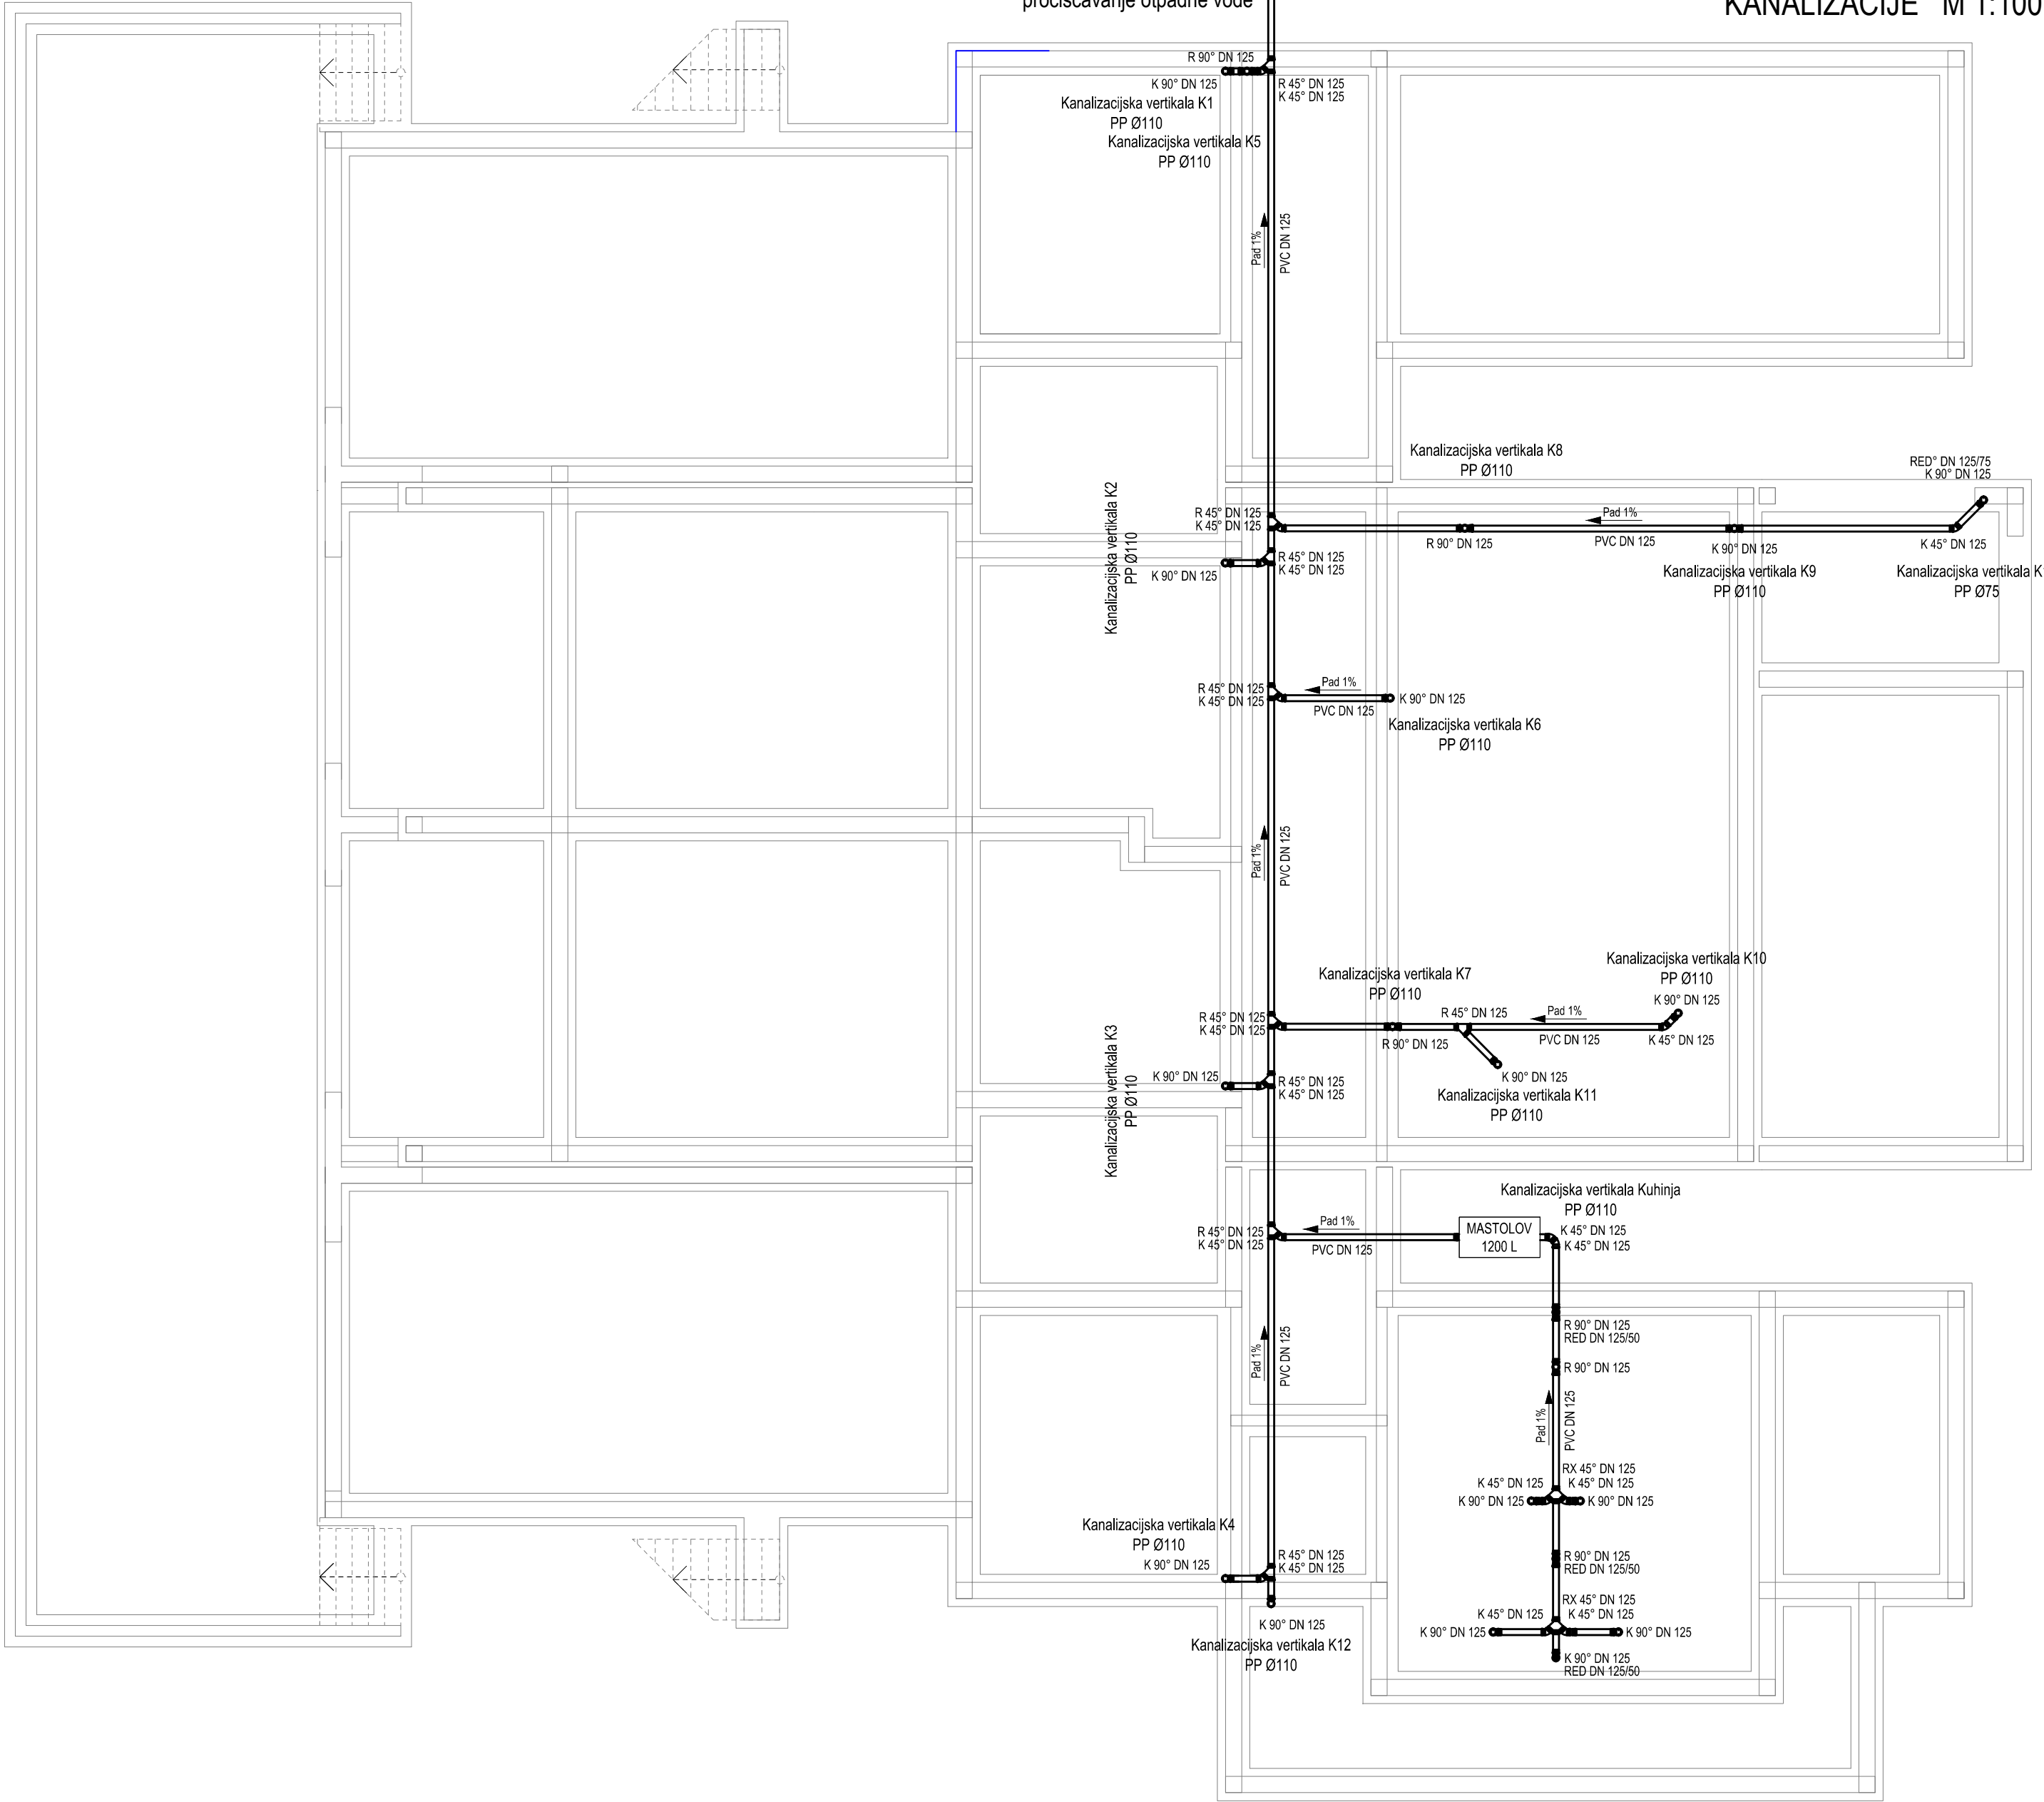 pročišćavanje otpadne vode
KANALIZACIJE M 1:100
R 90° DN 125
K 90° DN 125
R 45° DN 125
K 45° DN 125
Kanalizacijska vertikala K1
PP Ø110
Kanalizacijska vertikala K5
PP Ø110
Pad 1%
PVC DN 125
Kanalizacijska vertikala K8
PP Ø110
RED° DN 125/75
K 90° DN 125
Kanalizacijska vertikala K2
PP Ø110
R 45° DN 125
K 45° DN 125
Pad 1%
R 90° DN 125
PVC DN 125
K 90° DN 125
K 45° DN 125
R 45° DN 125
K 45° DN 125
K 90° DN 125
Kanalizacijska vertikala K9
PP Ø110
Kanalizacijska vertikala K
PP Ø75
R 45° DN 125
K 45° DN 125
Pad 1%
PVC DN 125
K 90° DN 125
Kanalizacijska vertikala K6
PP Ø110
Pad 1%
PVC DN 125
Kanalizacijska vertikala K10
PP Ø110
K 90° DN 125
Kanalizacijska vertikala K7
PP Ø110
R 45° DN 125
K 45° DN 125
R 45° DN 125
Pad 1%
R 90° DN 125
PVC DN 125
K 45° DN 125
Kanalizacijska vertikala K3
PP Ø110
K 90° DN 125
R 45° DN 125
K 45° DN 125
K 90° DN 125
Kanalizacijska vertikala K11
PP Ø110
Kanalizacijska vertikala Kuhinja
PP Ø110
R 45° DN 125
K 45° DN 125
Pad 1%
PVC DN 125
MASTOLOV
1200 L
K 45° DN 125
K 45° DN 125
Pad 1%
PVC DN 125
R 90° DN 125
RED DN 125/50
R 90° DN 125
Pad 1%
PVC DN 125
RX 45° DN 125
K 45° DN 125
K 45° DN 125
K 90° DN 125
K 90° DN 125
Kanalizacijska vertikala K4
PP Ø110
K 90° DN 125
R 45° DN 125
K 45° DN 125
R 90° DN 125
RED DN 125/50
RX 45° DN 125
K 45° DN 125
K 45° DN 125
K 90° DN 125
K 90° DN 125
K 90° DN 125
Kanalizacijska vertikala K12
PP Ø110
K 90° DN 125
RED DN 125/50